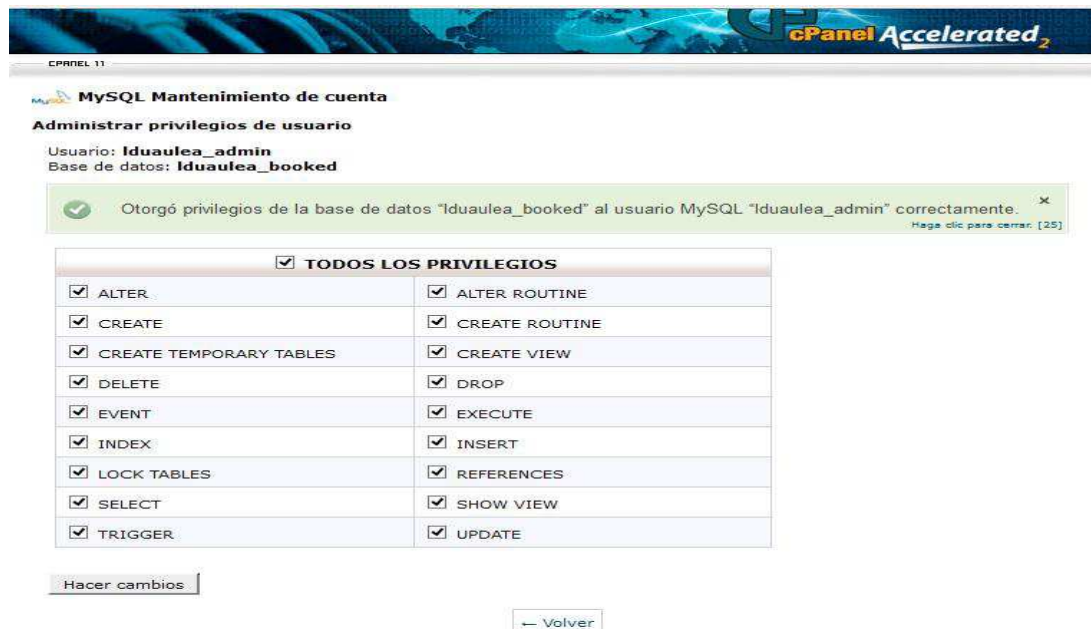 cPanel Accelerated2
CPANEL 11
MySQL MySQL Mantenimiento de cuenta
Administrar privilegios de usuario
Usuario: lduaulea_admin
Base de datos: lduaulea_booked
Otorgó privilegios de la base de datos "lduaulea_booked" al usuario MySQL "lduaulea_admin" correctamente. ×
Haga clic para cerrar. [25]
TODOS LOS PRIVILEGIOS
ALTER ALTER ROUTINE
CREATE CREATE ROUTINE
CREATE TEMPORARY TABLES CREATE VIEW
DELETE DROP
EVENT EXECUTE
INDEX INSERT
LOCK TABLES REFERENCES
SELECT SHOW VIEW
TRIGGER UPDATE
Hacer cambios
← Volver